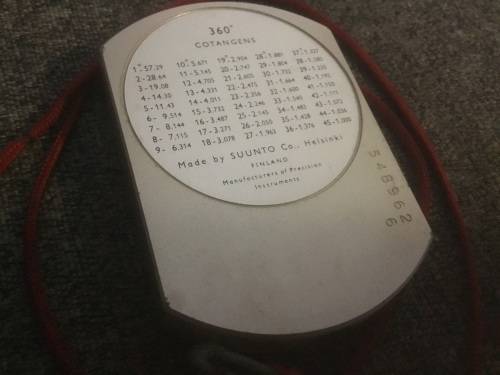 360°
COTANGENS
1°-57.29 10°-5.671 19°-2.904 28°-1.881 37°-1.327
2-28.64 11-5.145 20-2.747 29-1.804 38-1.280
3-19.08 12-4.705 21-2.605 30-1.732 39-1.235
4-14.30 13-4.331 22-2.475 31-1.664 40-1.192
5-11.43 14-4.011 23-2.356 32-1.600 41-1.150
6-9.514 15-3.732 24-2.246 33-1.540 42-1.111
7-8.144 16-3.487 25-2.145 34-1.483 43-1.072
8-7.115 17-3.271 26-2.050 35-1.428 44-1.036
9-6.314 18-3.078 27-1.963 36-1.376 45-1.000
Made by SUUNTO Co., Helsinki
FINLAND
Manufacturers of Precision
Instruments